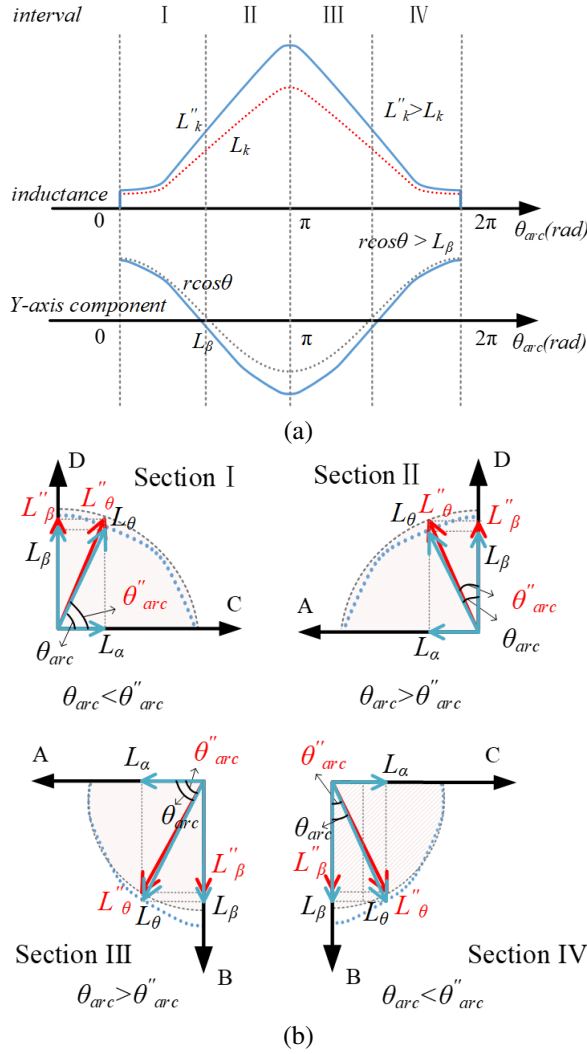 interval I II III IV
L''k
Lk
L''k>Lk
inductance
0 π 2π θarc(rad)
rcosθ > Lβ
rcosθ
Y-axis component
0 Lβ π 2π θarc(rad)
(a)
D
Section I
L''θ
L''β
Lθ
Lβ
θ''arc
C
θarc
Lα
θarc<θ''arc
Section II
D
L''θ
L''β
Lθ
Lβ
A
θ''arc
θarc
Lα
θarc>θ''arc
A
Lα
θ''arc
θarc
L''β
L''θ
Lθ
Lβ
Section III
B
θarc>θ''arc
θ''arc
Lα
C
θarc
L''β
Lβ
Lθ
L''θ
Section IV
B
θarc<θ''arc
(b)